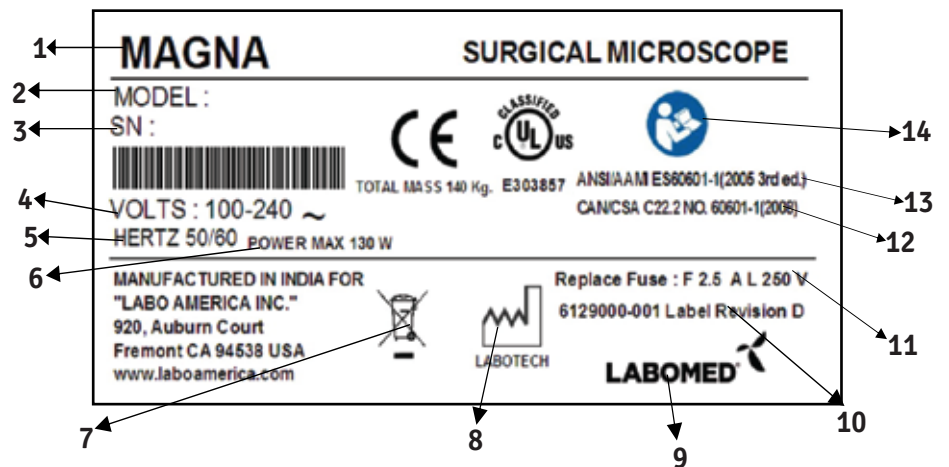 1 MAGNA SURGICAL MICROSCOPE
2 MODEL :
3 SN :
CE
CLASSIFIED
C UL US
14
TOTAL MASS 140 Kg. E303857 ANSI/AAMI ES60601-1(2005 3rd ed.)
13
4 VOLTS : 100-240 ~
CAN/CSA C22.2 NO. 60601-1(2008)
12
5 HERTZ 50/60
6 POWER MAX 130 W
MANUFACTURED IN INDIA FOR
"LABO AMERICA INC."
920, Auburn Court
Fremont CA 94538 USA
www.laboamerica.com
LABOTECH
Replace Fuse : F 2.5 A L 250 V
6129000-001 Label Revision D
11
LABOMED
7
8
9
10